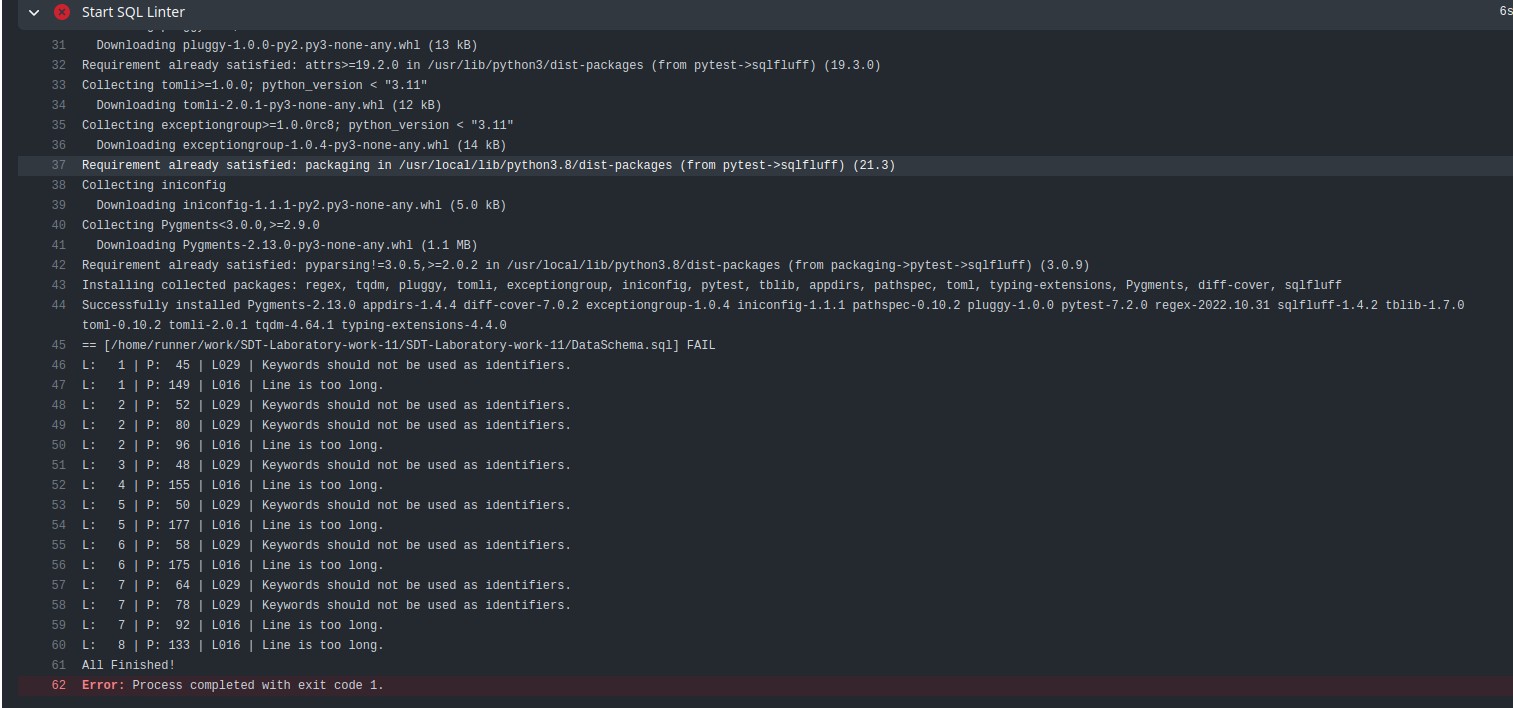 Start SQL Linter
6s
31 Downloading pluggy-1.0.0-py2.py3-none-any.whl (13 kB)
32 Requirement already satisfied: attrs>=19.2.0 in /usr/lib/python3/dist-packages (from pytest->sqlfluff) (19.3.0)
33 Collecting tomli>=1.0.0; python_version < "3.11"
34 Downloading tomli-2.0.1-py3-none-any.whl (12 kB)
35 Collecting exceptiongroup>=1.0.0rc8; python_version < "3.11"
36 Downloading exceptiongroup-1.0.4-py3-none-any.whl (14 kB)
37 Requirement already satisfied: packaging in /usr/local/lib/python3.8/dist-packages (from pytest->sqlfluff) (21.3)
38 Collecting iniconfig
39 Downloading iniconfig-1.1.1-py2.py3-none-any.whl (5.0 kB)
40 Collecting Pygments<3.0.0,>=2.9.0
41 Downloading Pygments-2.13.0-py3-none-any.whl (1.1 MB)
42 Requirement already satisfied: pyparsing!=3.0.5,>=2.0.2 in /usr/local/lib/python3.8/dist-packages (from packaging->pytest->sqlfluff) (3.0.9)
43 Installing collected packages: regex, tqdm, pluggy, tomli, exceptiongroup, iniconfig, pytest, tblib, appdirs, pathspec, toml, typing-extensions, Pygments, diff-cover, sqlfluff
44 Successfully installed Pygments-2.13.0 appdirs-1.4.4 diff-cover-7.0.2 exceptiongroup-1.0.4 iniconfig-1.1.1 pathspec-0.10.2 pluggy-1.0.0 pytest-7.2.0 regex-2022.10.31 sqlfluff-1.4.2 tblib-1.7.0
toml-0.10.2 tomli-2.0.1 tqdm-4.64.1 typing-extensions-4.4.0
45 == [/home/runner/work/SDT-Laboratory-work-11/SDT-Laboratory-work-11/DataSchema.sql] FAIL
46 L:   1 | P:  45 | L029 | Keywords should not be used as identifiers.
47 L:   1 | P: 149 | L016 | Line is too long.
48 L:   2 | P:  52 | L029 | Keywords should not be used as identifiers.
49 L:   2 | P:  80 | L029 | Keywords should not be used as identifiers.
50 L:   2 | P:  96 | L016 | Line is too long.
51 L:   3 | P:  48 | L029 | Keywords should not be used as identifiers.
52 L:   4 | P: 155 | L016 | Line is too long.
53 L:   5 | P:  50 | L029 | Keywords should not be used as identifiers.
54 L:   5 | P: 177 | L016 | Line is too long.
55 L:   6 | P:  58 | L029 | Keywords should not be used as identifiers.
56 L:   6 | P: 175 | L016 | Line is too long.
57 L:   7 | P:  64 | L029 | Keywords should not be used as identifiers.
58 L:   7 | P:  78 | L029 | Keywords should not be used as identifiers.
59 L:   7 | P:  92 | L016 | Line is too long.
60 L:   8 | P: 133 | L016 | Line is too long.
61 All Finished!
62 Error: Process completed with exit code 1.